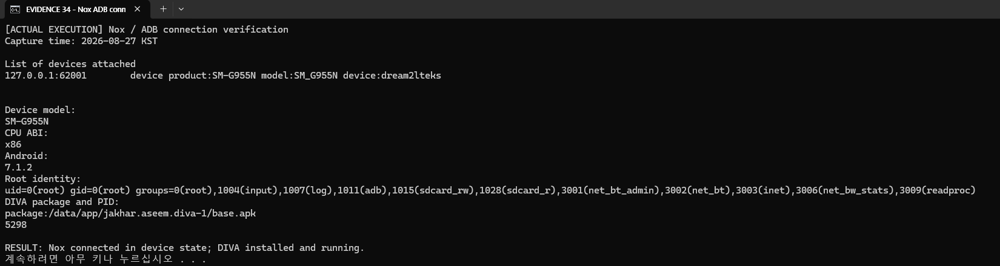 EVIDENCE 34 - Nox ADB conn
[ACTUAL EXECUTION] Nox / ADB connection verification
Capture time: 2026-08-27 KST
List of devices attached
127.0.0.1:62001        device product:SM-G955N model:SM_G955N device:dream2lteks
Device model:
SM-G955N
CPU ABI:
x86
Android:
7.1.2
Root identity:
uid=0(root) gid=0(root) groups=0(root),1004(input),1007(log),1011(adb),1015(sdcard_rw),1028(sdcard_r),3001(net_bt_admin),3002(net_bt),3003(inet),3006(net_bw_stats),3009(readproc)
DIVA package and PID:
package:/data/app/jakhar.aseem.diva-1/base.apk
5298
RESULT: Nox connected in device state; DIVA installed and running.
계속하려면 아무 키나 누르십시오 . . .